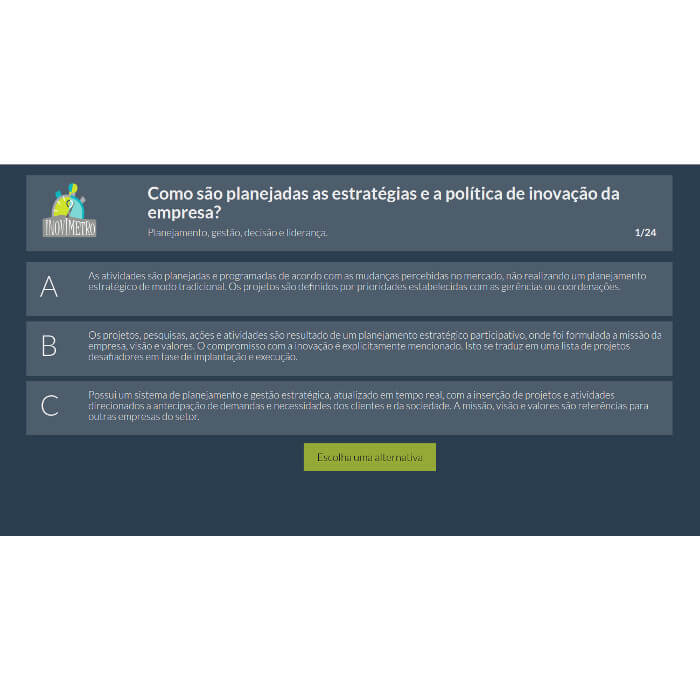 INOVÍMETRO
Como são planejadas as estratégias e a política de inovação da
empresa?
Planejamento, gestão, decisão e liderança.
1/24
A
As atividades são planejadas e programadas de acordo com as mudanças percebidas no mercado, não realizando um planejamento
estratégico de modo tradicional. Os projetos são definidos por prioridades estabelecidas com as gerências ou coordenações.
B
Os projetos, pesquisas, ações e atividades são resultado de um planejamento estratégico participativo, onde foi formulada a missão da
empresa, visão e valores. O compromisso com a inovação é explicitamente mencionado. Isto se traduz em uma lista de projetos
desafiadores em fase de implantação e execução.
C
Possui um sistema de planejamento e gestão estratégica, atualizado em tempo real, com a inserção de projetos e atividades
direcionados a antecipação de demandas e necessidades dos clientes e da sociedade. A missão, visão e valores são referências para
outras empresas do setor.
Escolha uma alternativa